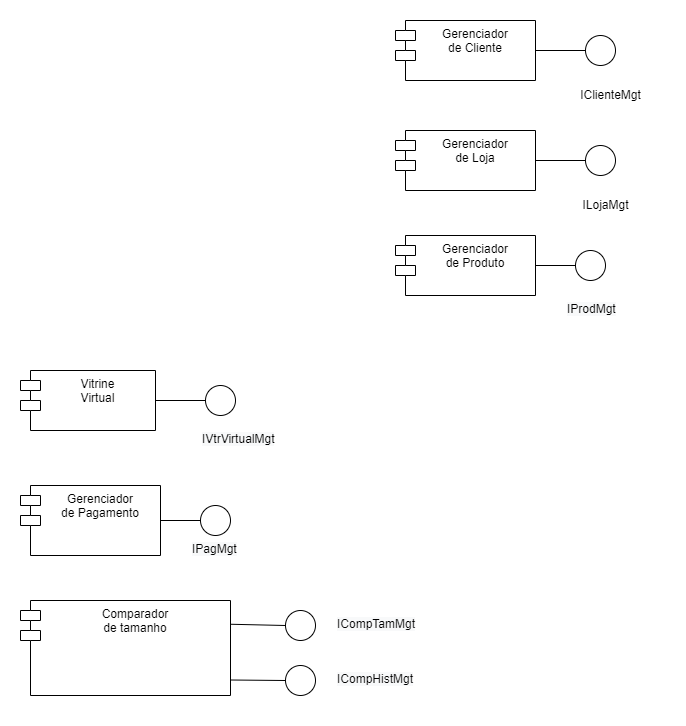 Gerenciador
de Cliente
IClienteMgt
Gerenciador
de Loja
ILojaMgt
Gerenciador
de Produto
IProdMgt
Vitrine
Virtual
IVtrVirtualMgt
Gerenciador
de Pagamento
IPagMgt
Comparador
de tamanho
ICompTamMgt
ICompHistMgt